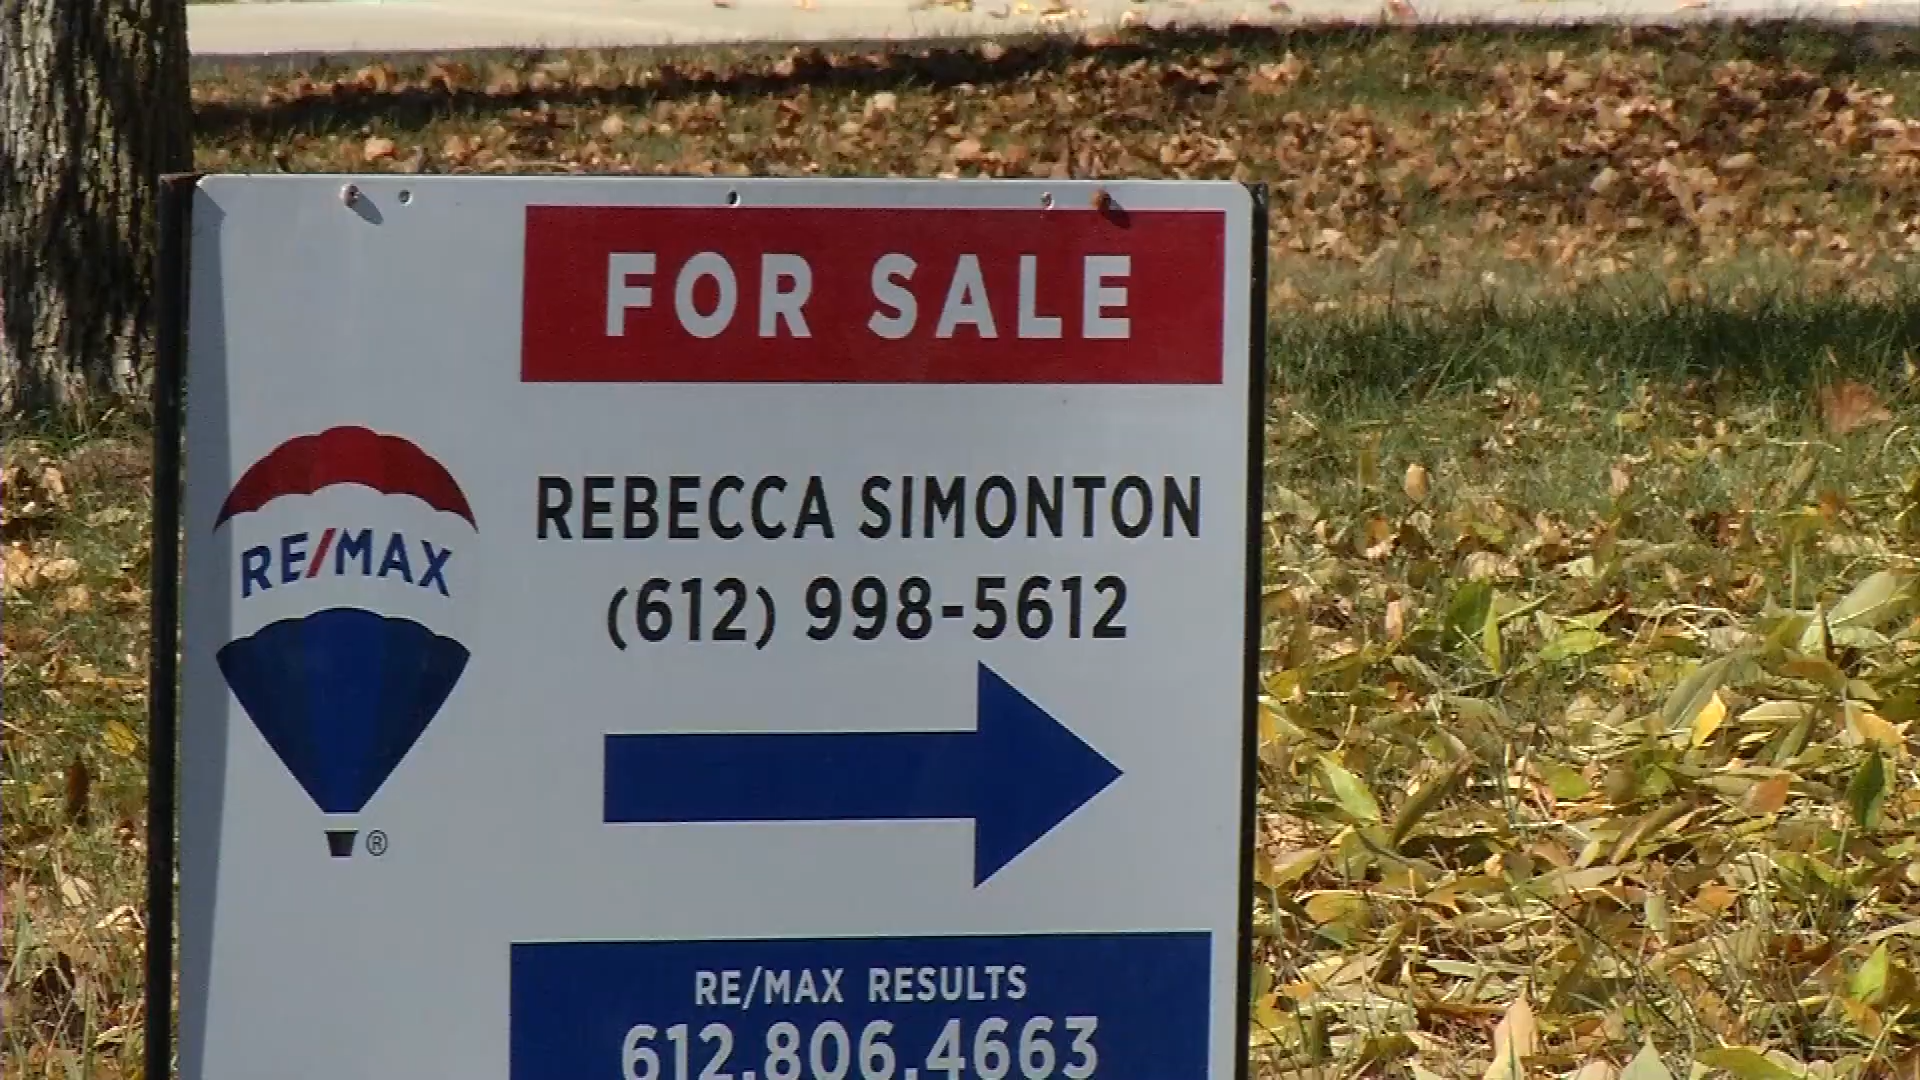 FOR SALE
RE/MAX
®
REBECCA SIMONTON
(612) 998-5612
RE/MAX RESULTS
612.806.4663